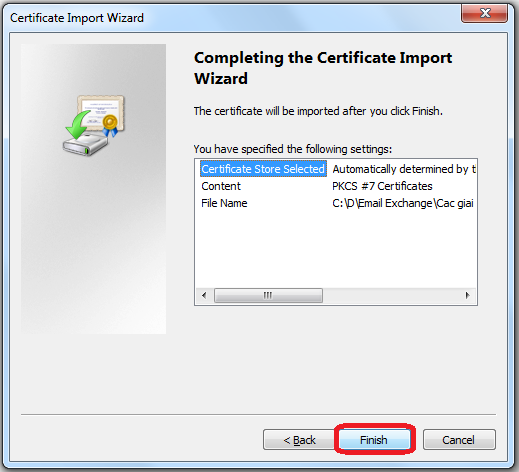 Certificate Import Wizard
Completing the Certificate Import
Wizard
The certificate will be imported after you click Finish.
You have specified the following settings:
Certificate Store Selected Automatically determined by t
Content PKCS #7 Certificates
File Name C:\D\Email Exchange\Cac giai
< Back Finish Cancel